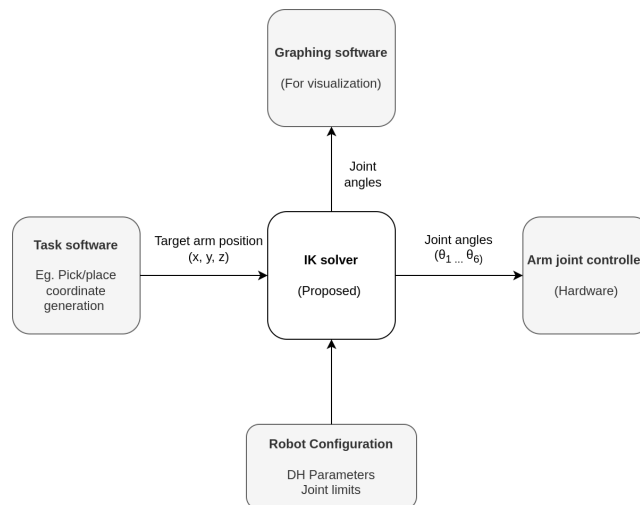 Graphing software
(For visualization)
Joint
angles
Task software
Eg. Pick/place
coordinate
generation
Target arm position
(x, y, z)
IK solver
(Proposed)
Joint angles
(θ1 ... θ6)
Arm joint controlle
(Hardware)
Robot Configuration
DH Parameters
Joint limits